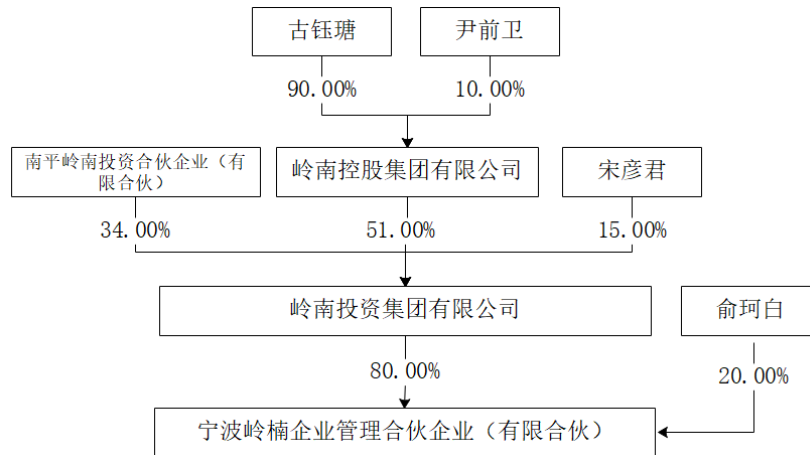 古钰瑭 尹前卫
90.00% 10.00%
南平岭南投资合伙企业（有
限合伙）
岭南控股集团有限公司 宋彦君
34.00% 51.00% 15.00%
岭南投资集团有限公司 俞珂白
80.00% 20.00%
宁波岭楠企业管理合伙企业（有限合伙）